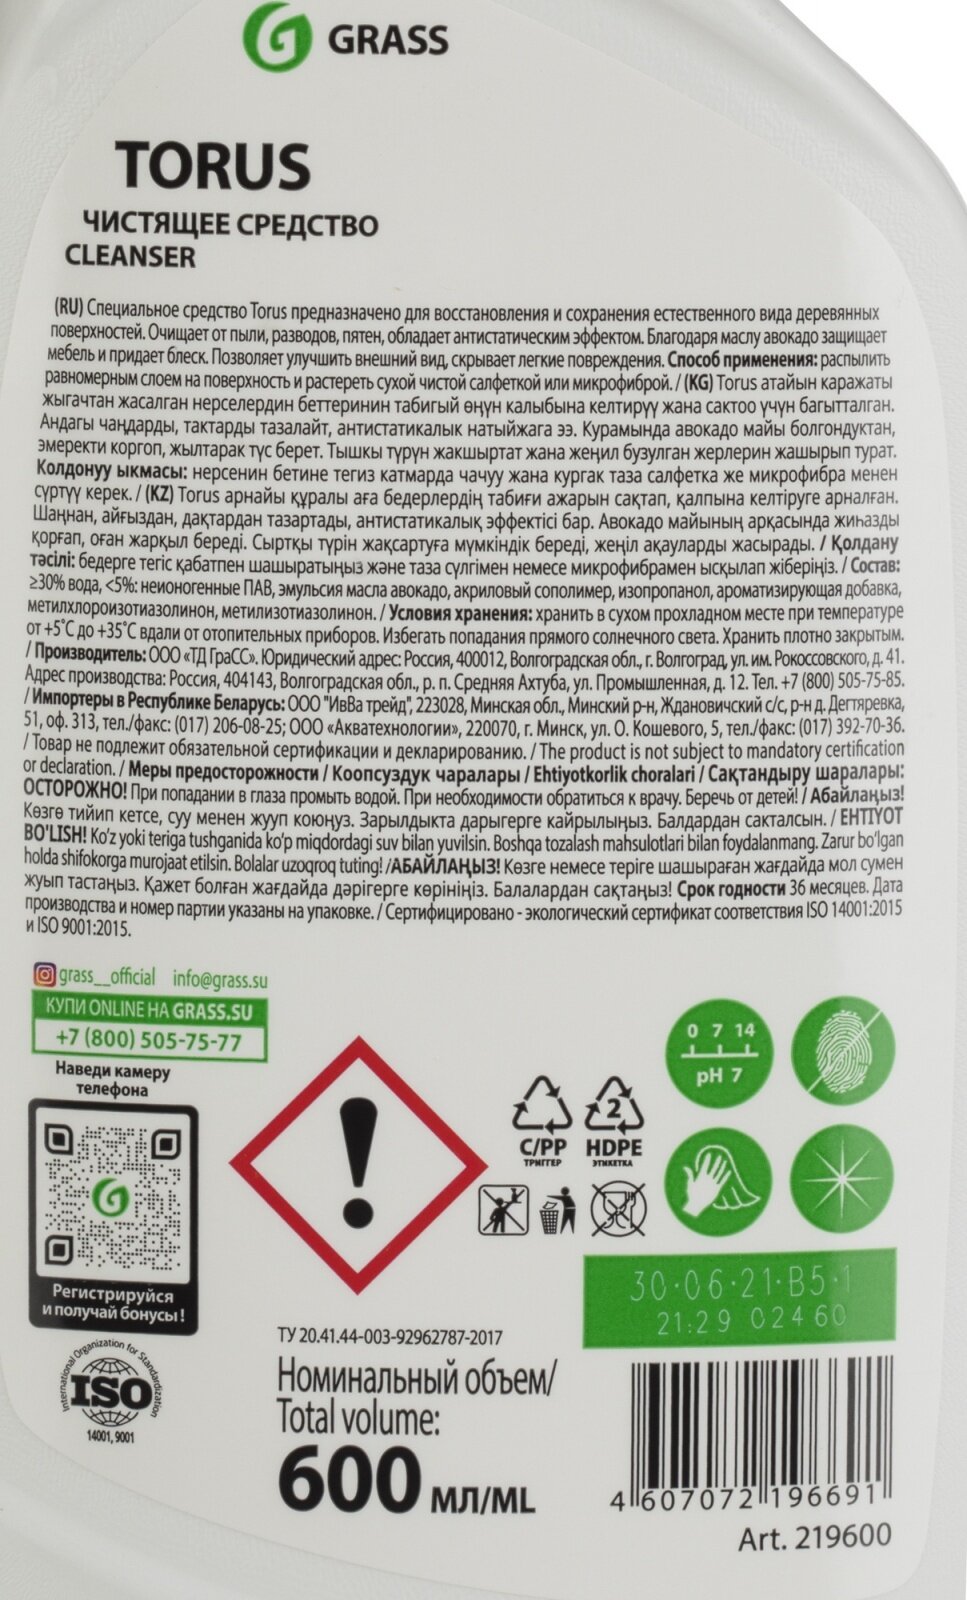 GRASS
TORUS
ЧИСТЯЩЕЕ СРЕДСТВО
CLEANSER
(RU) Специальное средство Torus предназначено для восстановления и сохранения естественного вида деревянных
поверхностей. Очищает от пыли, разводов, пятен, обладает антистатическим эффектом. Благодаря маслу авокадо защищает
мебель и придает блеск. Позволяет улучшить внешний вид, скрывает легкие повреждения. Способ применения: распылить
равномерным слоем на поверхность и растереть сухой чистой салфеткой или микрофиброй. / (KG) Torus атайын каражаты
жыгачтан жасалган нерселердин беттеринин табигый өңүн калыбына келтирүү жана сактоо үчүн багытталган.
Андагы чаңдарды, тактарды тазалайт, антистатикалык натыйжага ээ. Курамында авокадо майы болгондуктан,
эмеректи коргоп, жылтарак түс берет. Тышкы түрүн жакшыртат жана жеңил бузулган жерлерин жашырып турат.
Колдонуу ыкмасы: нерсенин бетине тегиз катмарда чачуу жана кургак таза салфетка же микрофибра менен
сүртүү керек. / (KZ) Torus арнайы құралы аға бедерлердің табиғи ажарын сақтап, қалпына келтіруге арналған.
Шаңнан, айғыздан, дақтардан тазартады, антистатикалық эффектісі бар. Авокадо майының арқасында жиһазды
қорғап, оған жарқыл береді. Сыртқы түрін жақсартуға мүмкіндік береді, жеңіл ақауларды жасырады. / Қолдану
тәсілі: бедерге тегіс қабатпен шашыратыңыз және таза сүлгімен немесе микрофибрамен ысқылап жіберіңіз. / Состав:
≥30% вода, <5%: неионогенные ПАВ, эмульсия масла авокадо, акриловый сополимер, изопропанол, ароматизирующая добавка,
метилхлороизотиазолинон, метилизотиазолинон. / Условия хранения: хранить в сухом прохладном месте при температуре
от +5˚С до +35˚С вдали от отопительных приборов. Избегать попадания прямого солнечного света. Хранить плотно закрытым.
/ Производитель: ООО «ТД ГраСС». Юридический адрес: Россия, 400012, Волгоградская обл., г. Волгоград, ул. им. Рокоссовского, д. 41.
Адрес производства: Россия, 404143, Волгоградская обл., р. п. Средняя Ахтуба, ул. Промышленная, д. 12. Тел. +7 (800) 505-75-85.
/ Импортеры в Республике Беларусь: ООО "ИвВа трейд", 223028, Минская обл., Минский р-н, Ждановичский с/с, р-н д. Дегтяревка,
51, оф. 313, тел./факс: (017) 206-08-25; ООО «Акватехнологии», 220070, г. Минск, ул. О. Кошевого, 5, тел./факс: (017) 392-70-36.
/ Товар не подлежит обязательной сертификации и декларированию. / The product is not subject to mandatory certification
or declaration. / Меры предосторожности / Коопсуздук чаралары / Ehtiyotkorlik choralari / Сақтандыру шаралары:
ОСТОРОЖНО! При попадании в глаза промыть водой. При необходимости обратиться к врачу. Беречь от детей! / Абайлаңыз!
Көзгө тийип кетсе, суу менен жууп коюңуз. Зарылдыкта дарыгерге кайрылыңыз. Балдардан сакталсын. / EHTIYOT
BO'LISH! Ko'z yoki teriga tushganida ko'p miqdordagi suv bilan yuvilsin. Boshqa tozalash mahsulotlari bilan foydalanmang. Zarur bo'lgan
holda shifokorga murojaat etilsin. Bolalar uzoqroq tuting! /АБАЙЛАҢЫЗ! Көзге немесе теріге шашыраған жағдайда мол сумен
жуып тастаңыз. Қажет болған жағдайда дәрігерге көрініңіз. Балалардан сақтаңыз! Срок годности 36 месяцев. Дата
производства и номер партии указаны на упаковке. / Сертифицировано - экологический сертификат соответствия ISO 14001:2015
и ISO 9001:2015.
grass__official info@grass.su
КУПИ ONLINE НА GRASS.SU
+7 (800) 505-75-77
Наведи камеру
телефона
Регистрируйся
и получай бонусы!
International Organization for Standardization
ISO
14001, 9001
0 7 14
pH 7
2
C/PP
ТРИГГЕР
HDPE
ЭТИКЕТКА
30·06·21·B5·1
21:29 02460
ТУ 20.41.44-003-92962787-2017
Номинальный объем/
Total volume:
600 МЛ/ML
4 607072 196691
Art. 219600